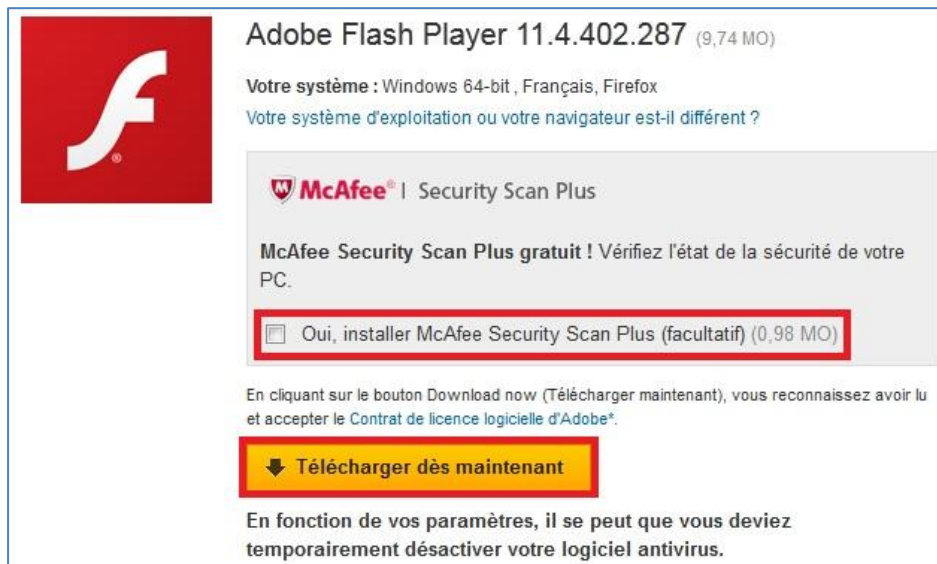 Adobe Flash Player 11.4.402.287 (9,74 MO)
Votre système : Windows 64-bit , Français, Firefox
Votre système d'exploitation ou votre navigateur est-il différent ?
McAfee® | Security Scan Plus
McAfee Security Scan Plus gratuit ! Vérifiez l'état de la sécurité de votre
PC.
Oui, installer McAfee Security Scan Plus (facultatif) (0,98 MO)
En cliquant sur le bouton Download now (Télécharger maintenant), vous reconnaissez avoir lu
et accepter le Contrat de licence logicielle d'Adobe*.
Télécharger dès maintenant
En fonction de vos paramètres, il se peut que vous deviez
temporairement désactiver votre logiciel antivirus.